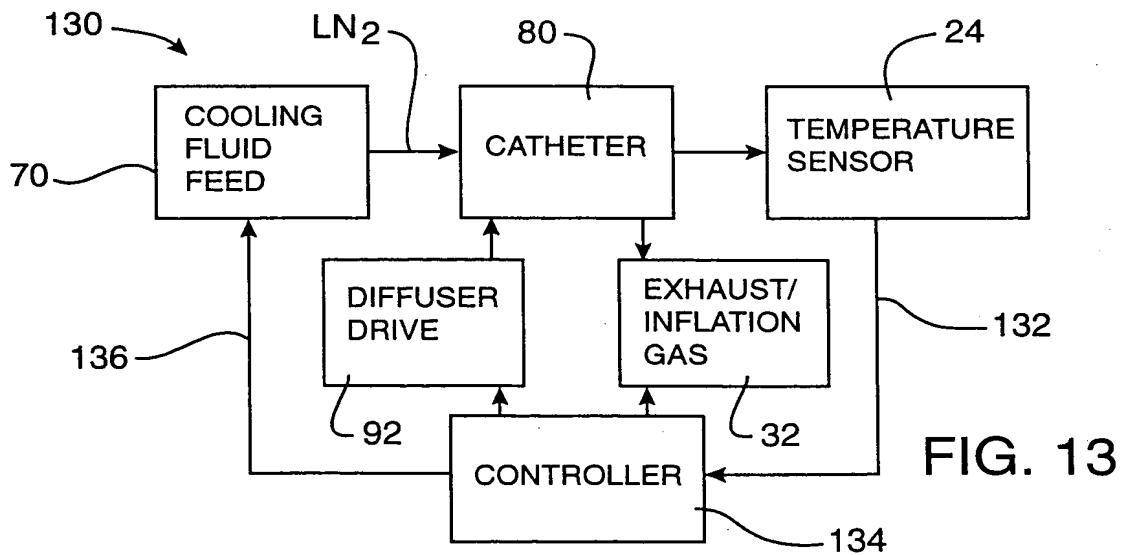 130
LN2
80
24
COOLING
FLUID
FEED
CATHETER
TEMPERATURE
SENSOR
70
DIFFUSER
DRIVE
EXHAUST/
INFLATION
GAS
132
136
92
32
CONTROLLER
FIG. 13
134